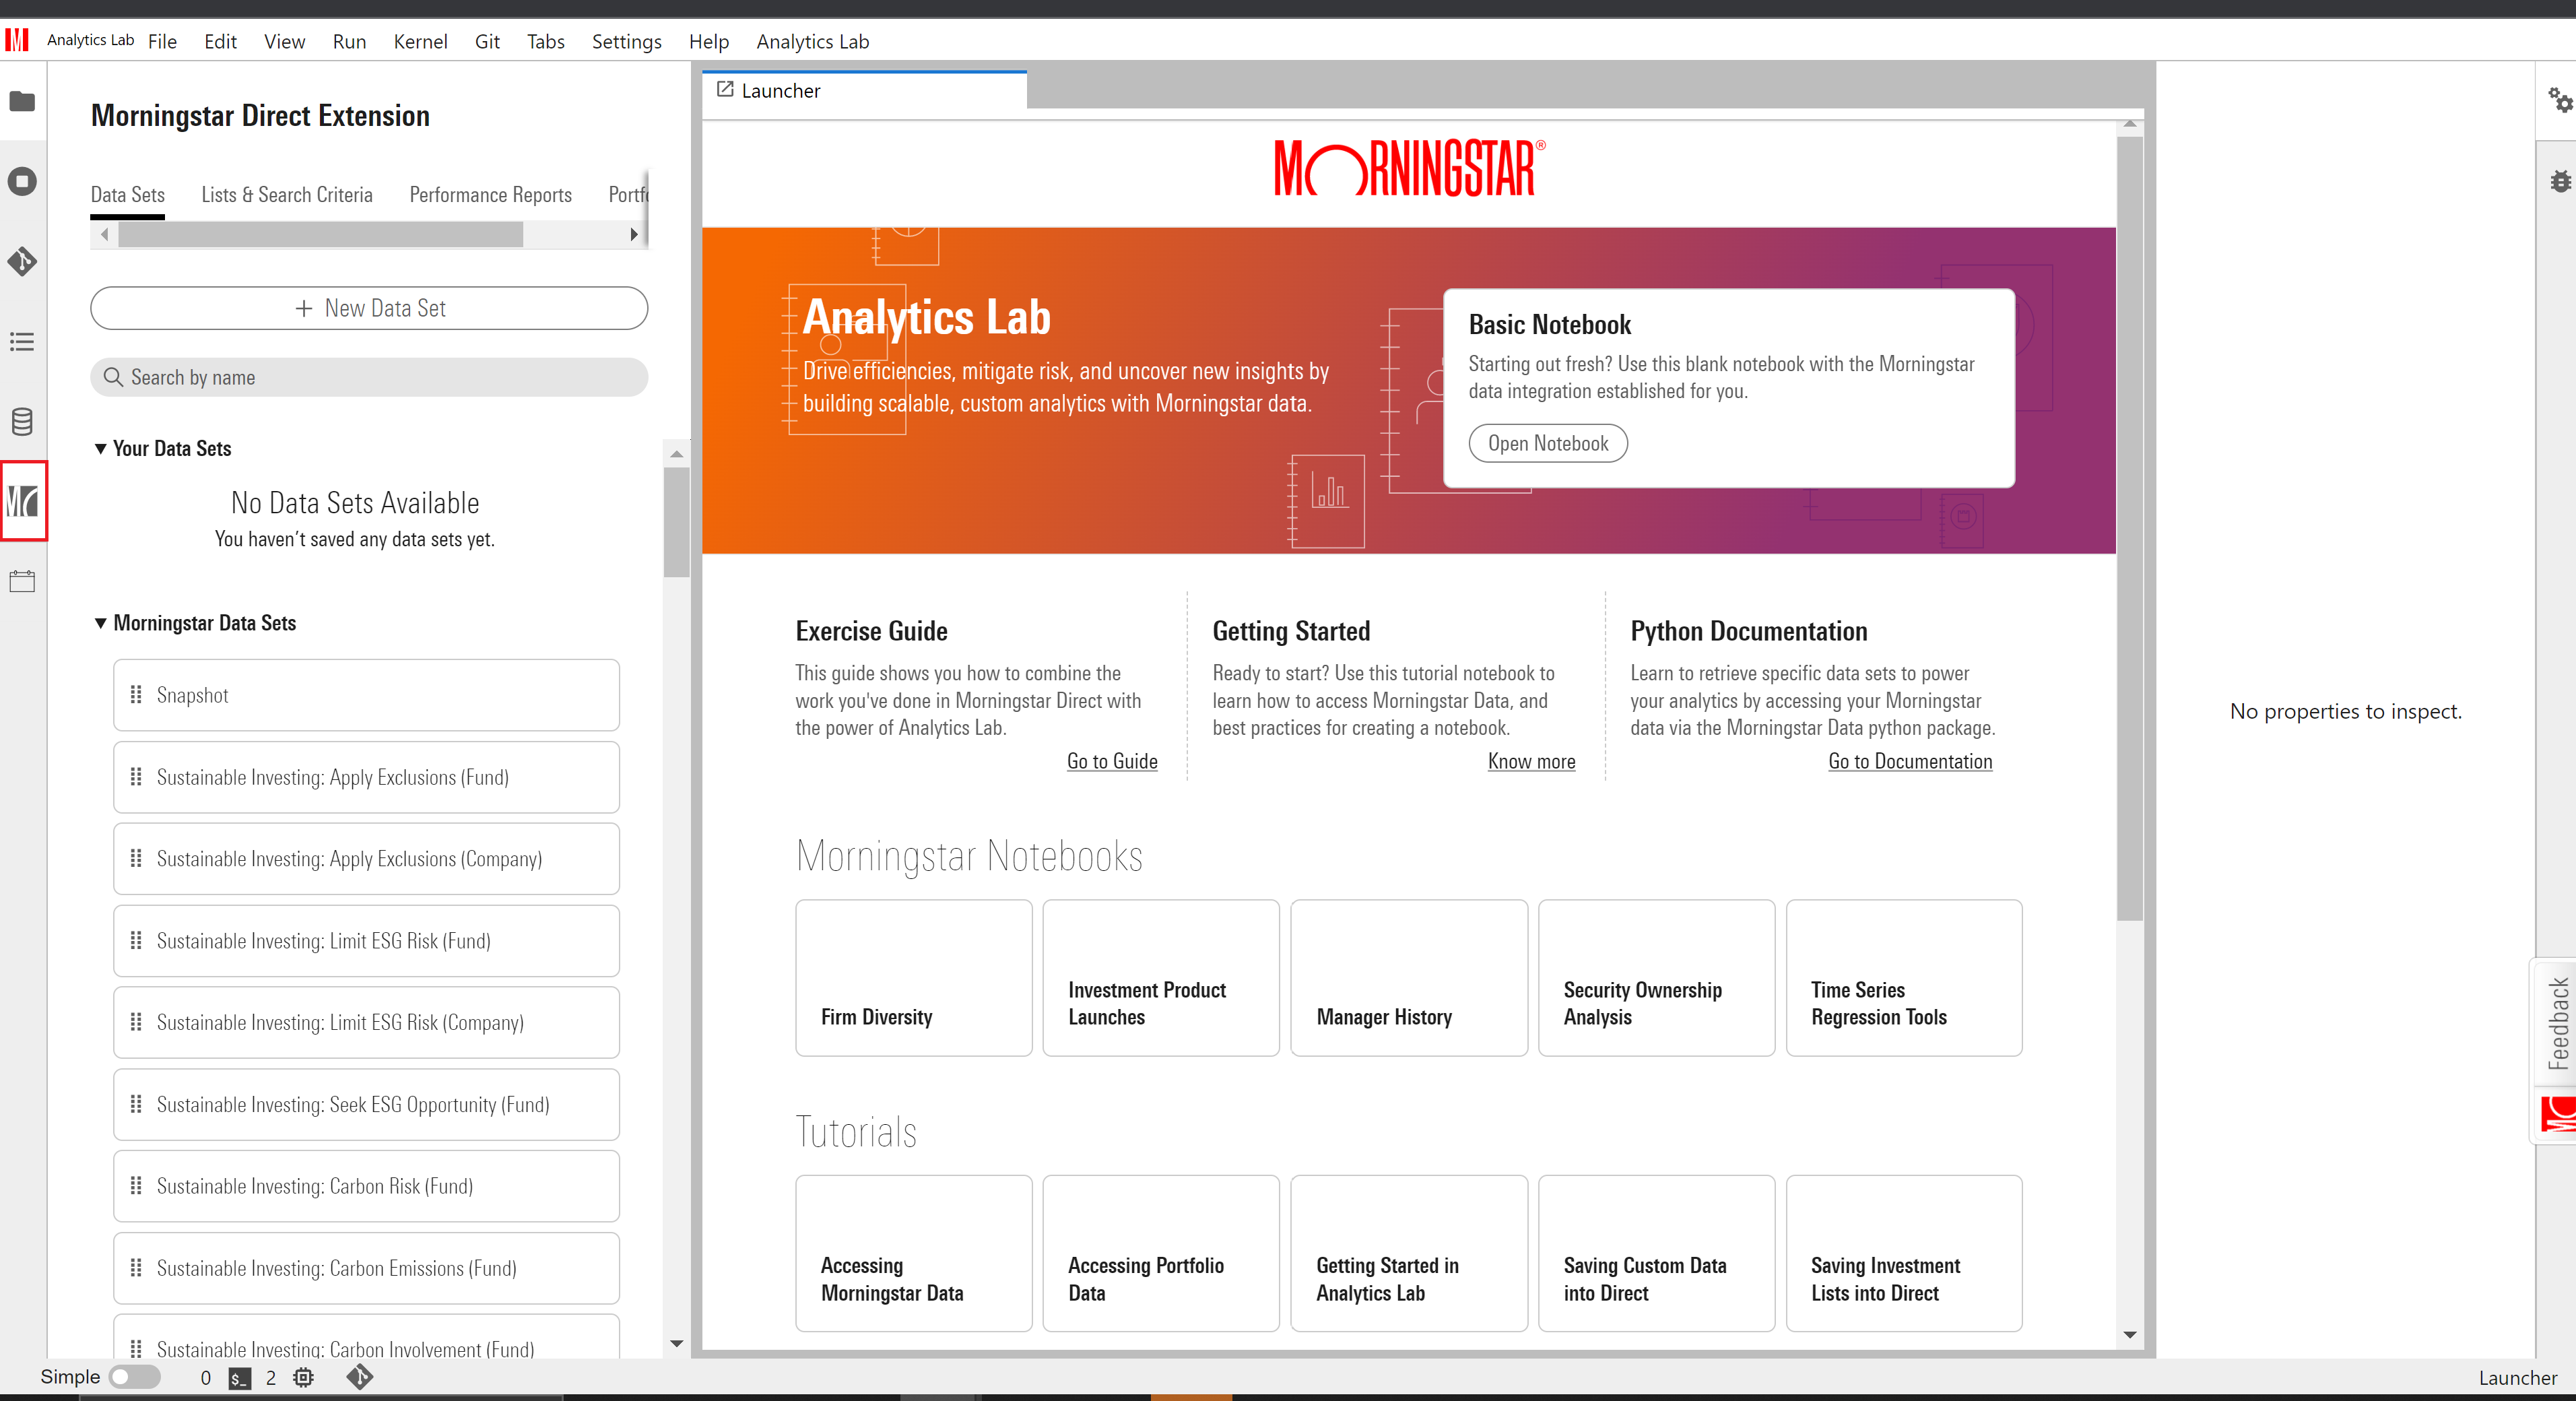 Analytics Lab File Edit View Run Kernel Git Tabs Settings Help Analytics Lab
Morningstar Direct Extension
Data Sets Lists & Search Criteria Performance Reports
+ New Data Set
Search by name
Your Data Sets
No Data Sets Available
You haven’t saved any data sets yet.
Morningstar Data Sets
Snapshot
Sustainable Investing: Apply Exclusions (Fund)
Sustainable Investing: Apply Exclusions (Company)
Sustainable Investing: Limit ESG Risk (Fund)
Sustainable Investing: Limit ESG Risk (Company)
Sustainable Investing: Seek ESG Opportunity (Fund)
Sustainable Investing: Carbon Risk (Fund)
Sustainable Investing: Carbon Emissions (Fund)
Sustainable Investing: Carbon Involvement (Fund)
Launcher
MORNINGSTAR®
Analytics Lab
Drive efficiencies, mitigate risk, and uncover new insights by
building scalable, custom analytics with Morningstar data.
Basic Notebook
Starting out fresh? Use this blank notebook with the Morningstar
data integration established for you.
Open Notebook
Exercise Guide
This guide shows you how to combine the
work you've done in Morningstar Direct with
the power of Analytics Lab.
Go to Guide
Getting Started
Ready to start? Use this tutorial notebook to
learn how to access Morningstar Data, and
best practices for creating a notebook.
Know more
Python Documentation
Learn to retrieve specific data sets to power
your analytics by accessing your Morningstar
data via the Morningstar Data python package.
Go to Documentation
Morningstar Notebooks
Firm Diversity
Investment Product
Launches
Manager History
Security Ownership
Analysis
Time Series
Regression Tools
Tutorials
Accessing
Morningstar Data
Accessing Portfolio
Data
Getting Started in
Analytics Lab
Saving Custom Data
into Direct
Saving Investment
Lists into Direct
No properties to inspect.
Feedback
Simple 0 $_ 2
Launcher